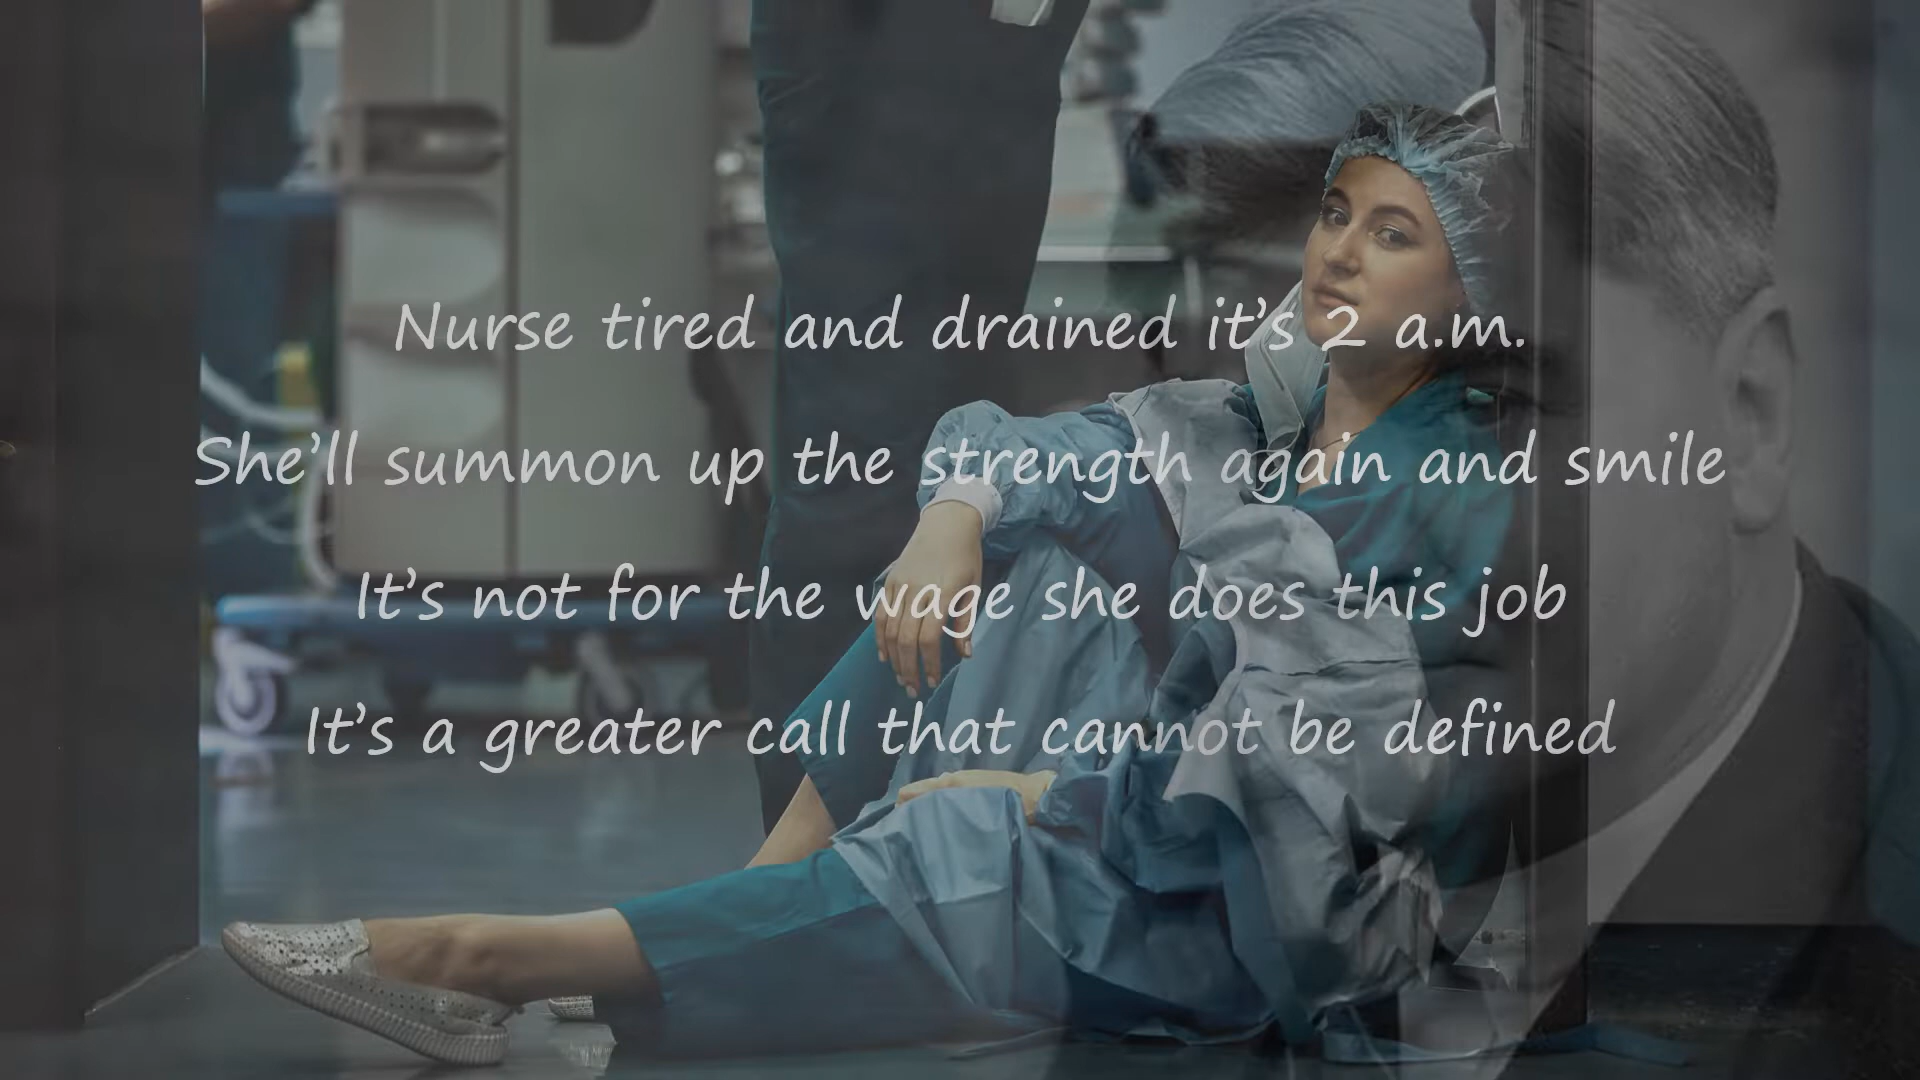 Nurse tired and drained it's 2 a.m.
She'll summon up the strength again and smile
It's not for the wage she does this job
It's a greater call that cannot be defined